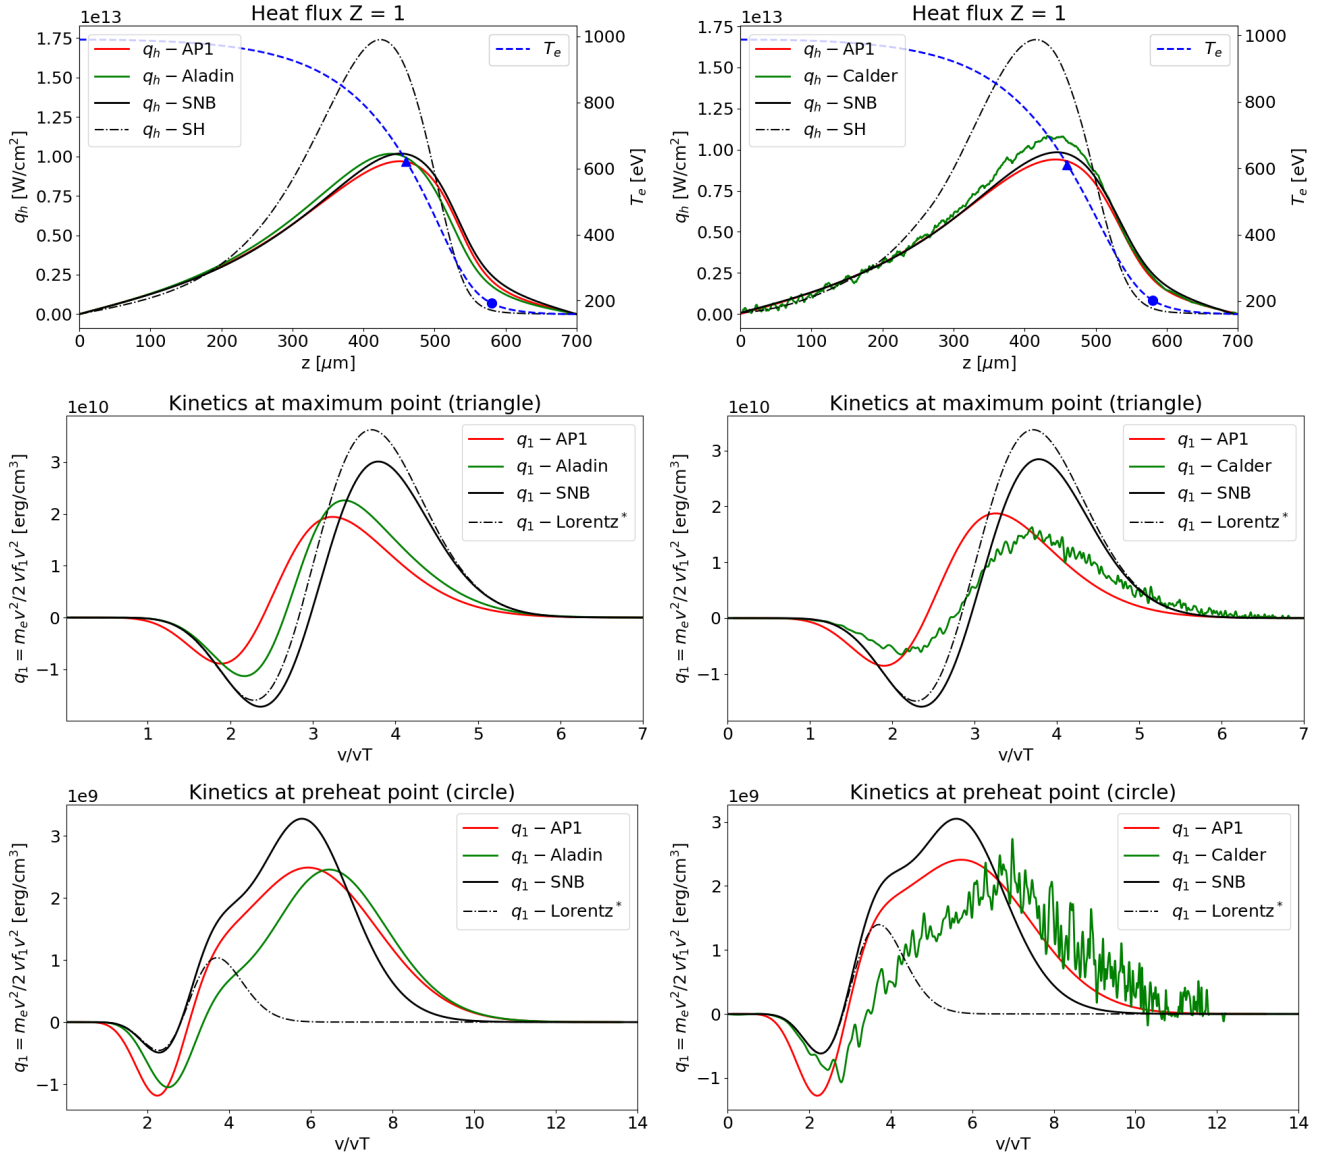 Heat flux Z = 1
1e13
q_h − AP1
q_h − Aladin
q_h − SNB
q_h − SH
T_e
1.75
1.50
1.25
1.00
0.75
0.50
0.25
0.00
q_h [W/cm²]
1000
800
600
400
200
T_e [eV]
0 100 200 300 400 500 600 700
z [μm]
Heat flux Z = 1
1e13
q_h − AP1
q_h − Calder
q_h − SNB
q_h − SH
T_e
1.75
1.50
1.25
1.00
0.75
0.50
0.25
0.00
q_h [W/cm²]
1000
800
600
400
200
T_e [eV]
0 100 200 300 400 500 600 700
z [μm]
Kinetics at maximum point (triangle)
1e10
q_1 − AP1
q_1 − Aladin
q_1 − SNB
q_1 − Lorentz*
3
2
1
0
−1
q_1 = m_e v²/2 v f_1 v² [erg/cm³]
1 2 3 4 5 6 7
v/vT
Kinetics at maximum point (triangle)
1e10
q_1 − AP1
q_1 − Calder
q_1 − SNB
q_1 − Lorentz*
3
2
1
0
−1
q_1 = m_e v²/2 v f_1 v² [erg/cm³]
0 1 2 3 4 5 6 7
v/vT
Kinetics at preheat point (circle)
1e9
q_1 − AP1
q_1 − Aladin
q_1 − SNB
q_1 − Lorentz*
3
2
1
0
−1
q_1 = m_e v²/2 v f_1 v² [erg/cm³]
2 4 6 8 10 12 14
v/vT
Kinetics at preheat point (circle)
1e9
q_1 − AP1
q_1 − Calder
q_1 − SNB
q_1 − Lorentz*
3
2
1
0
−1
q_1 = m_e v²/2 v f_1 v² [erg/cm³]
0 2 4 6 8 10 12 14
v/vT